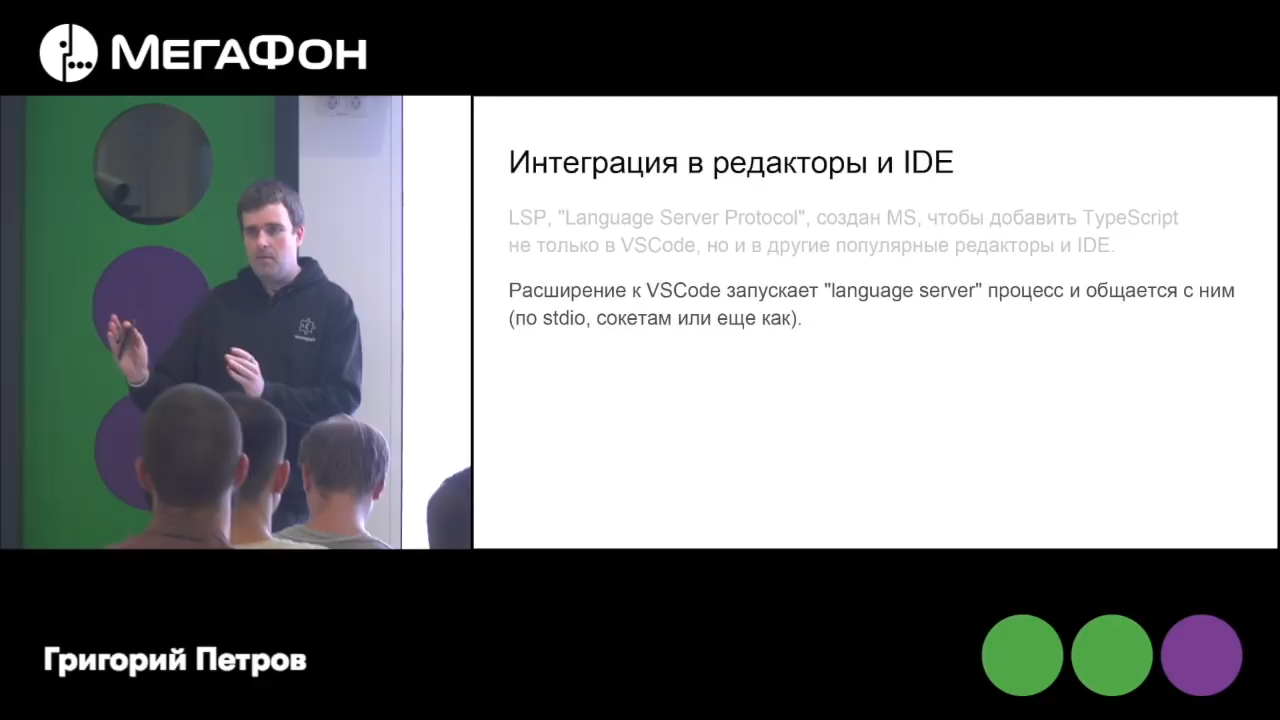 МегаФон
Интеграция в редакторы и IDE
LSP, "Language Server Protocol", создан MS, чтобы добавить TypeScript
не только в VSCode, но и в другие популярные редакторы и IDE.
Расширение к VSCode запускает "language server" процесс и общается с ним
(по stdio, сокетам или еще как).
Григорий Петров